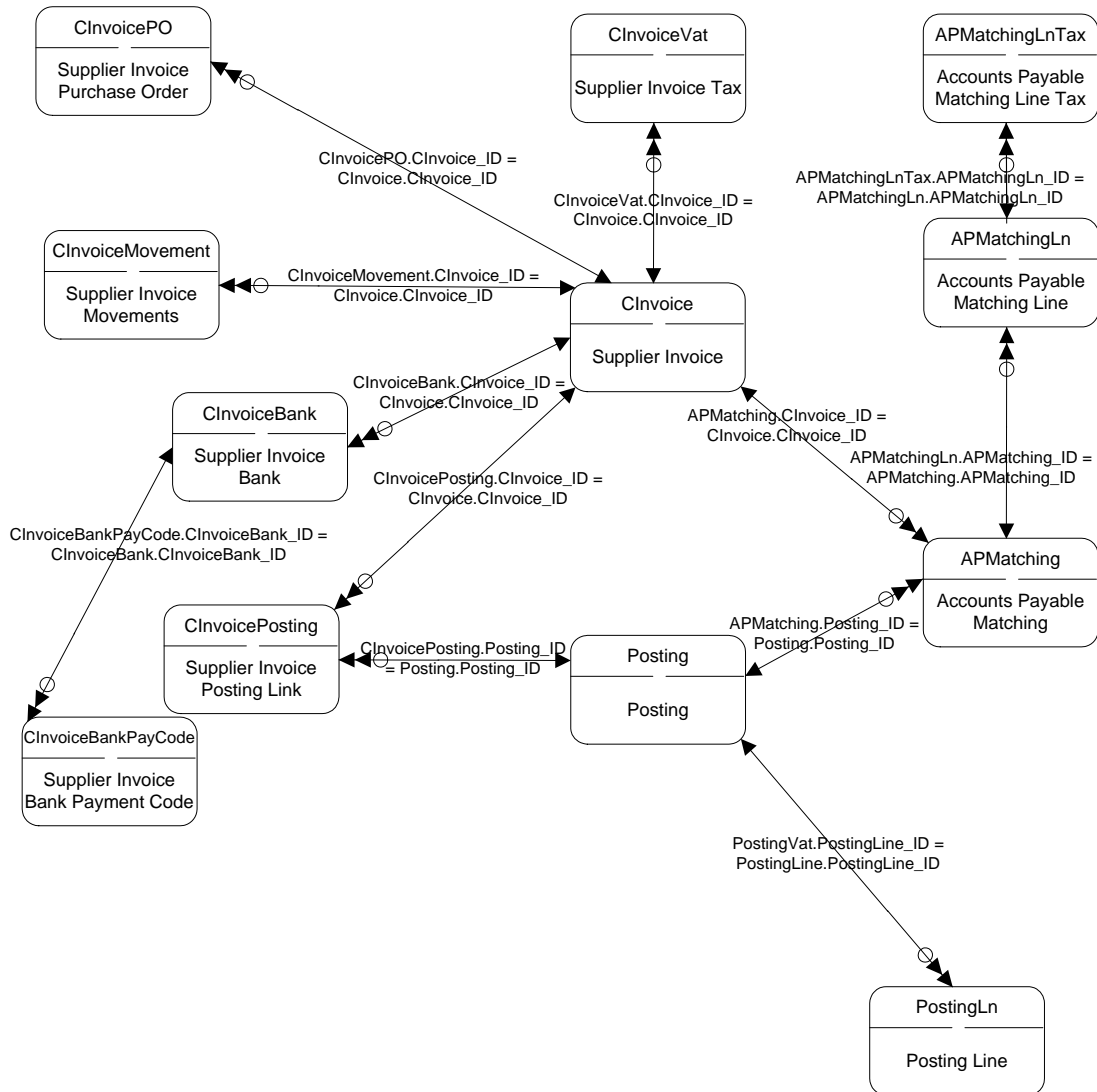 CInvoicePO
Supplier Invoice
Purchase Order
CInvoiceVat
Supplier Invoice Tax
APMatchingLnTax
Accounts Payable
Matching Line Tax
CInvoicePO.CInvoice_ID =
CInvoice.CInvoice_ID
CInvoiceVat.CInvoice_ID =
CInvoice.CInvoice_ID
APMatchingLnTax.APMatchingLn_ID =
APMatchingLn.APMatchingLn_ID
CInvoiceMovement
Supplier Invoice
Movements
CInvoiceMovement.CInvoice_ID =
CInvoice.CInvoice_ID
CInvoice
Supplier Invoice
APMatchingLn
Accounts Payable
Matching Line
CInvoiceBank.CInvoice_ID =
CInvoice.CInvoice_ID
CInvoiceBank
Supplier Invoice
Bank
CInvoicePosting.CInvoice_ID =
CInvoice.CInvoice_ID
APMatching.CInvoice_ID =
CInvoice.CInvoice_ID
APMatchingLn.APMatching_ID =
APMatching.APMatching_ID
CInvoiceBankPayCode.CInvoiceBank_ID =
CInvoiceBank.CInvoiceBank_ID
APMatching
Accounts Payable
Matching
CInvoicePosting
Supplier Invoice
Posting Link
CInvoicePosting.Posting_ID
= Posting.Posting_ID
Posting
Posting
APMatching.Posting_ID =
Posting.Posting_ID
CInvoiceBankPayCode
Supplier Invoice
Bank Payment Code
PostingVat.PostingLine_ID =
PostingLine.PostingLine_ID
PostingLn
Posting Line